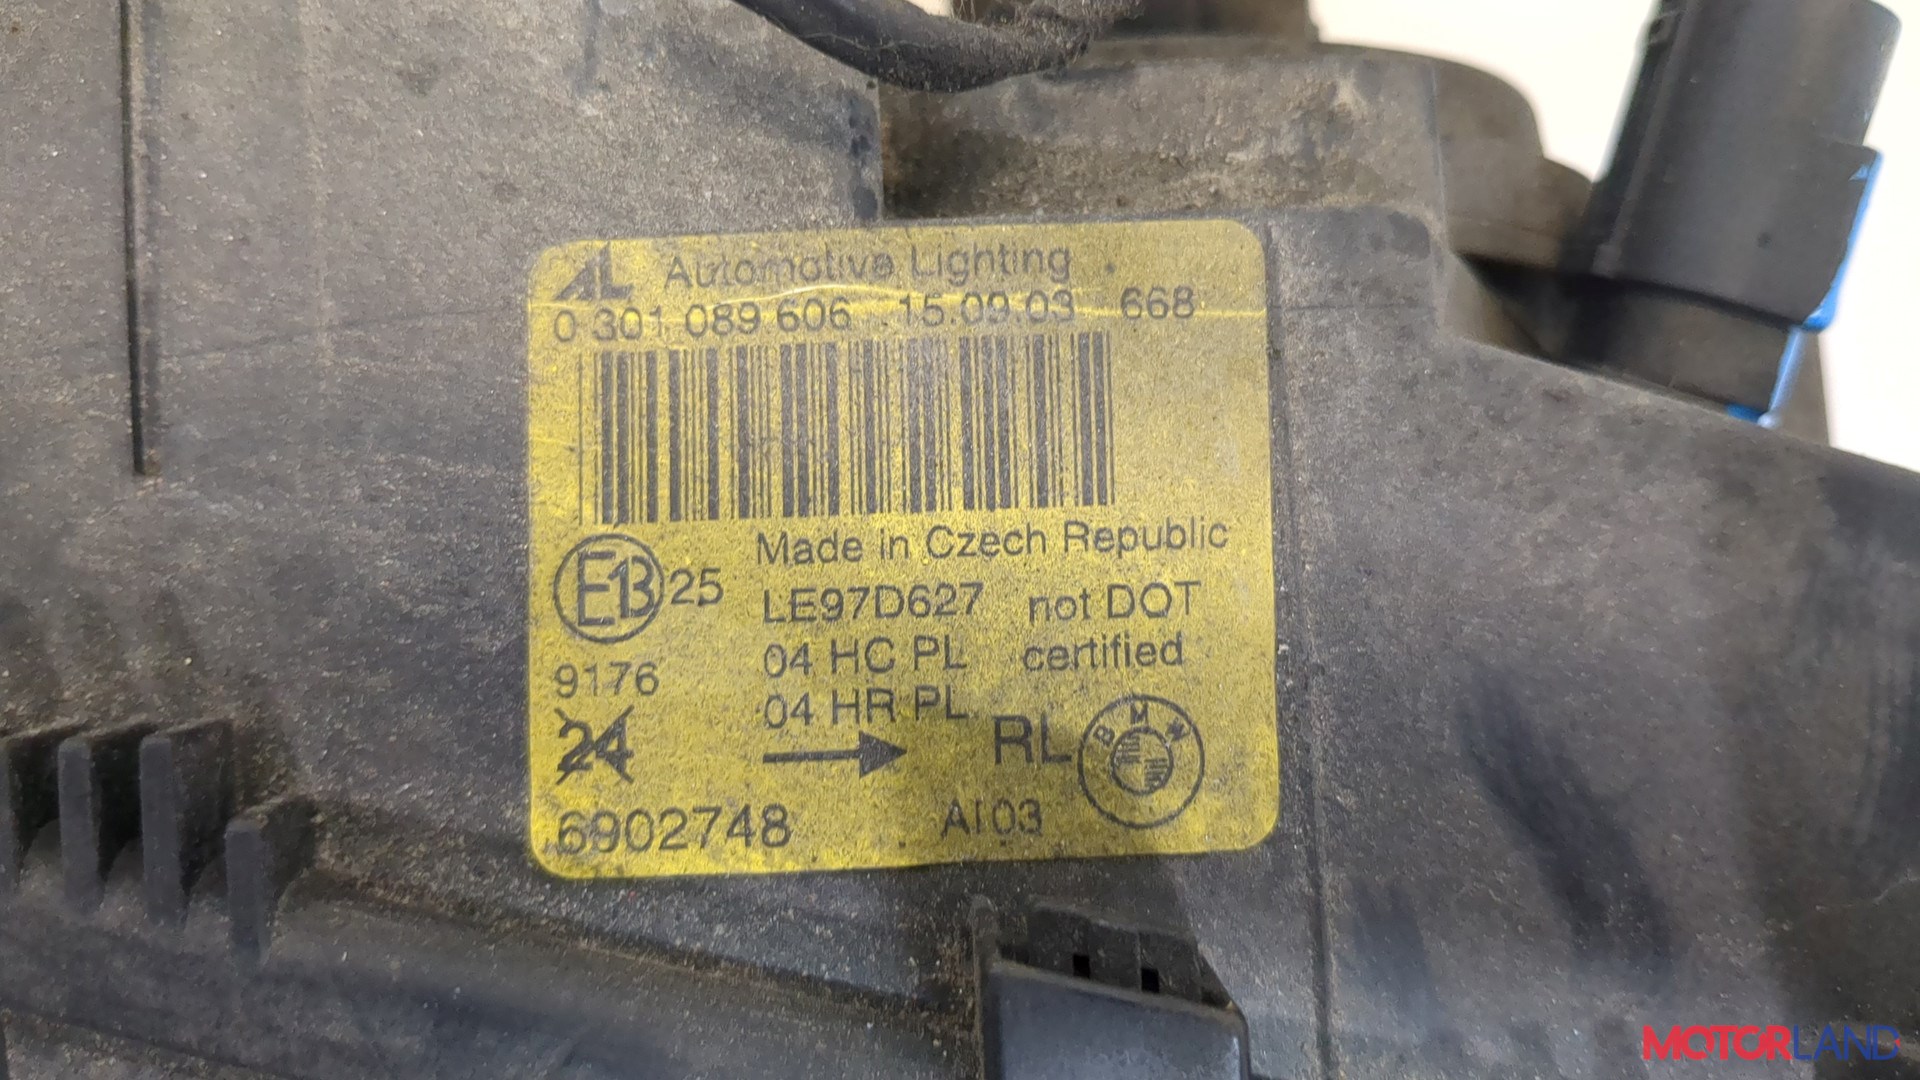 AL Automotive Lighting
0 301 089 606 15.09.03 668
Made in Czech Republic
E13 25 LE97D627 not DOT
04 HC PL certified
9176
04 HR PL
24 RL BMW
6902748 AI03
MOTORLAND